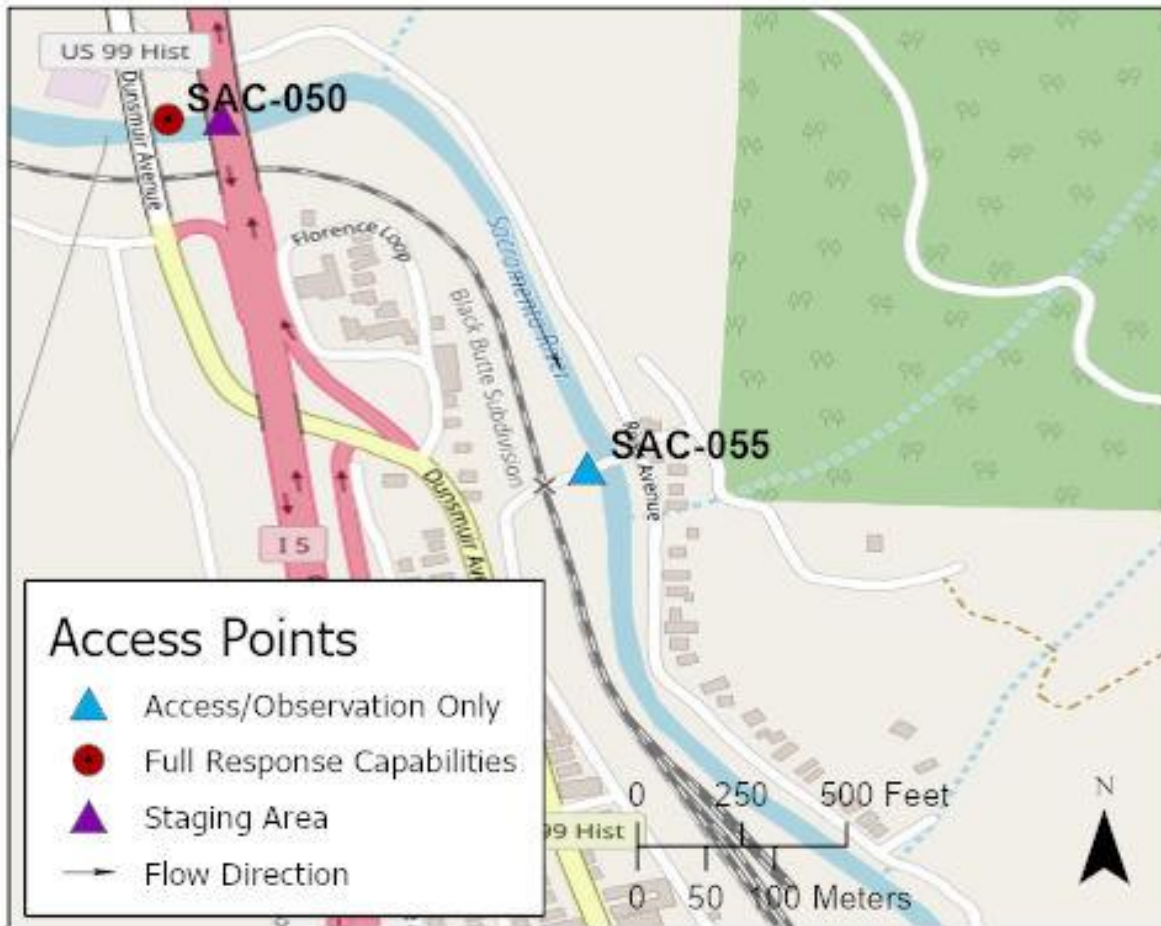 US 99 Hist
SAC-050
Dunsmuir Avenue
Florence Loop
Sacramento River
Black Butte Subdivision
SAC-055
Avenue
Dunsmuir Av
I 5
Access Points
Access/Observation Only
Full Response Capabilities
Staging Area
Flow Direction
99 Hist
0 250 500 Feet
0 50 100 Meters
N